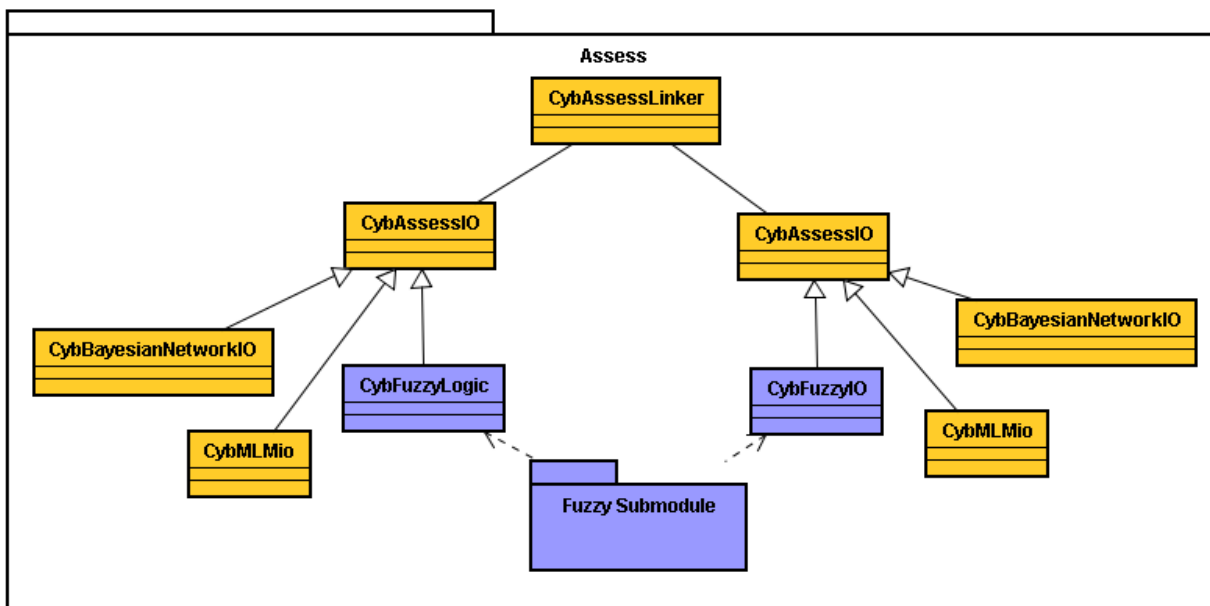 Assess
CybAssessLinker
CybAssessIO
CybAssessIO
CybBayesianNetworkIO
CybBayesianNetworkIO
CybFuzzyLogic
CybFuzzyIO
CybMLMio
CybMLMio
Fuzzy Submodule